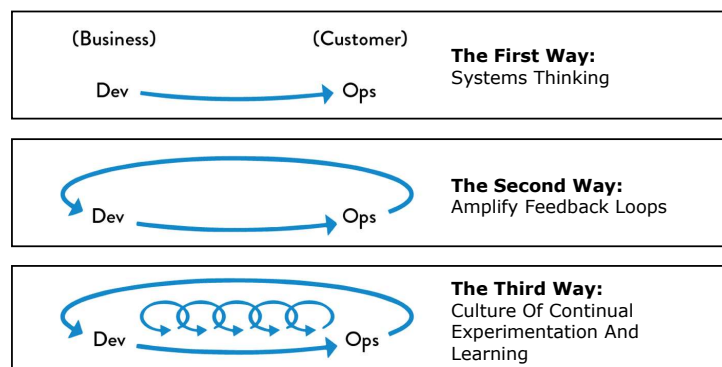 (Business) (Customer)
Dev Ops
The First Way:
Systems Thinking
Dev Ops
The Second Way:
Amplify Feedback Loops
Dev Ops
The Third Way:
Culture Of Continual
Experimentation And
Learning